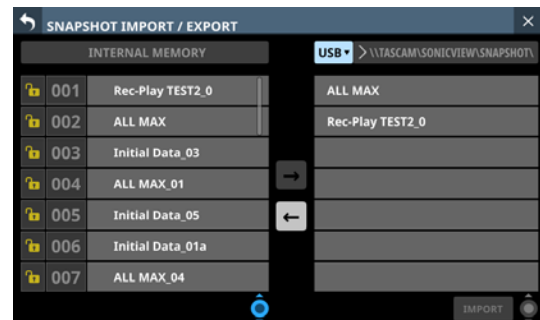 SNAPSHOT IMPORT / EXPORT
INTERNAL MEMORY
USB \\TASCAM\SONICVIEW\SNAPSHOT\
001 Rec-Play TEST2_0
002 ALL MAX
003 Initial Data_03
004 ALL MAX_01
005 Initial Data_05
006 Initial Data_01a
007 ALL MAX_04
ALL MAX
Rec-Play TEST2_0
IMPORT